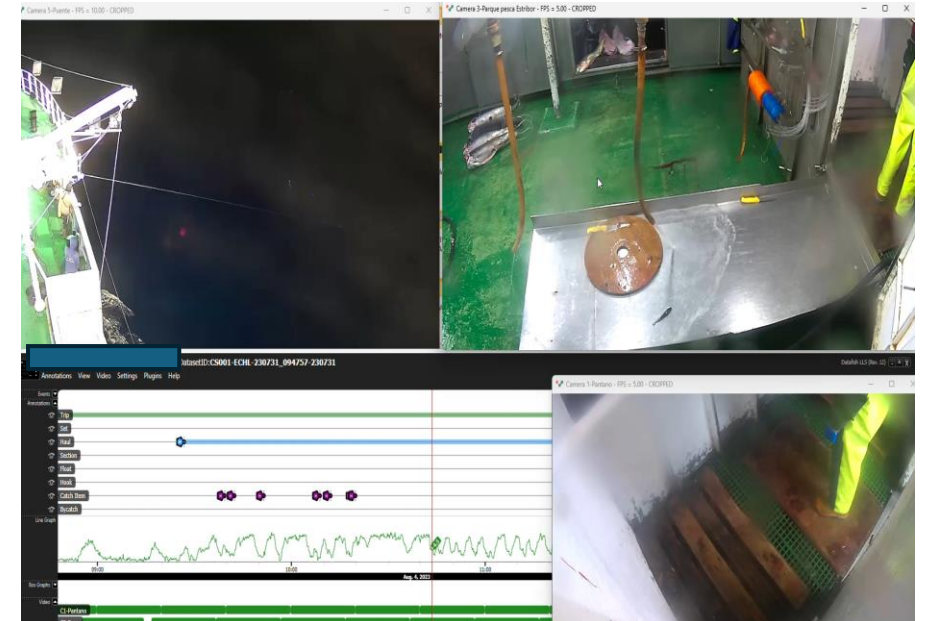 Camera 5-Puente - FPS = 10.00 - CROPPED
Camera 3-Parque pesca Estribor - FPS = 5.00 - CROPPED
DatasetID:CS001-ECHL-230731_094757-230731
Annotations View Video Settings Plugins Help
Events
Annotations
Trip
Set
Haul
Section
Float
Hook
Catch Item
Bycatch
Line Graph
09:00
10:00
11:00
Aug. 4, 2023
Box Graphs
Video
C1-Pantano
Camera 1-Pantano - FPS = 5.00 - CROPPED